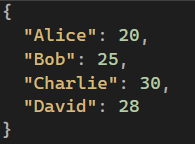 {
  "Alice": 20,
  "Bob": 25,
  "Charlie": 30,
  "David": 28
}